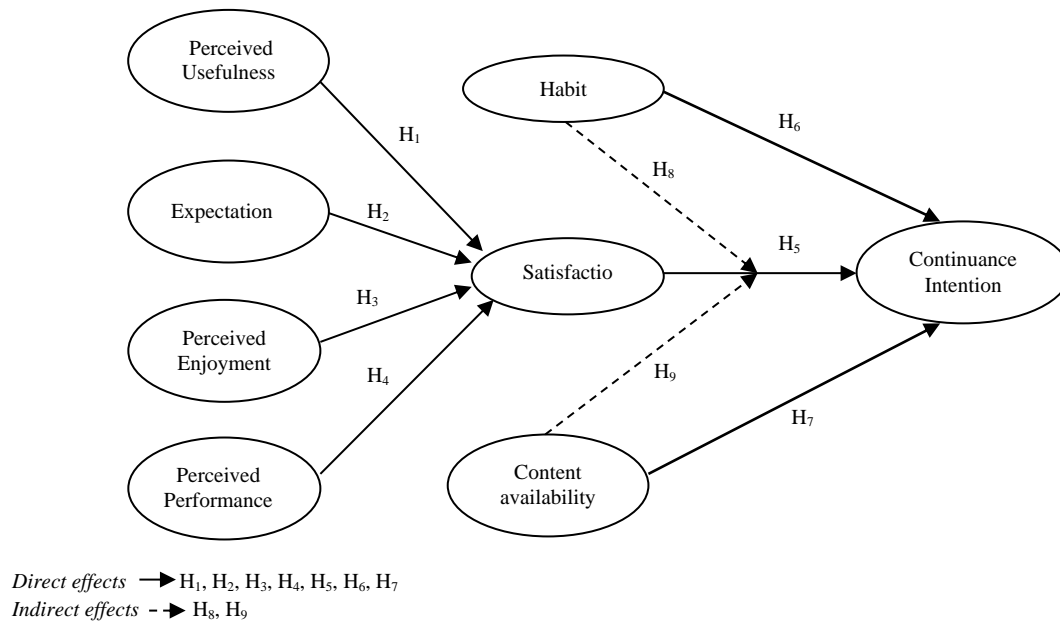 Perceived
Usefulness
Habit
H₆
H₁
H₈
Expectation
H₂
H₅
Satisfactio
Continuance
Intention
H₃
Perceived
Enjoyment
H₄
H₉
H₇
Content
availability
Perceived
Performance
Direct effects H₁, H₂, H₃, H₄, H₅, H₆, H₇
Indirect effects H₈, H₉